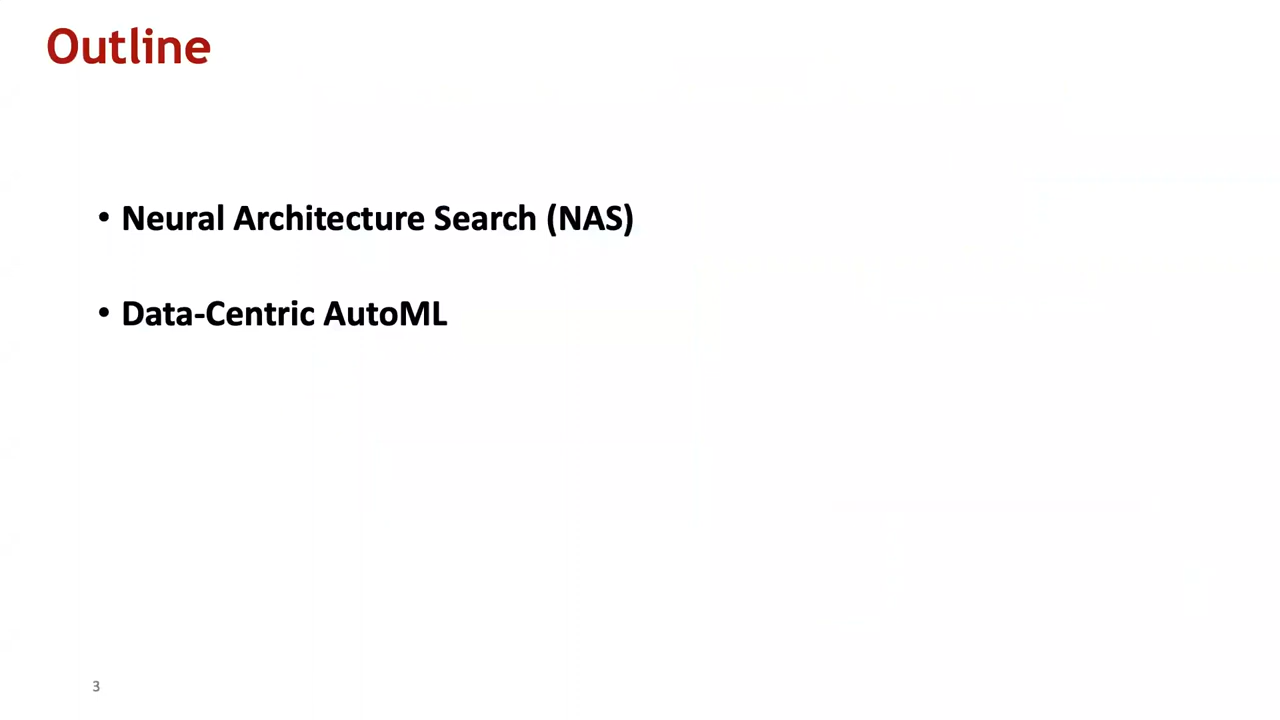 Outline
• Neural Architecture Search (NAS)
• Data-Centric AutoML
3